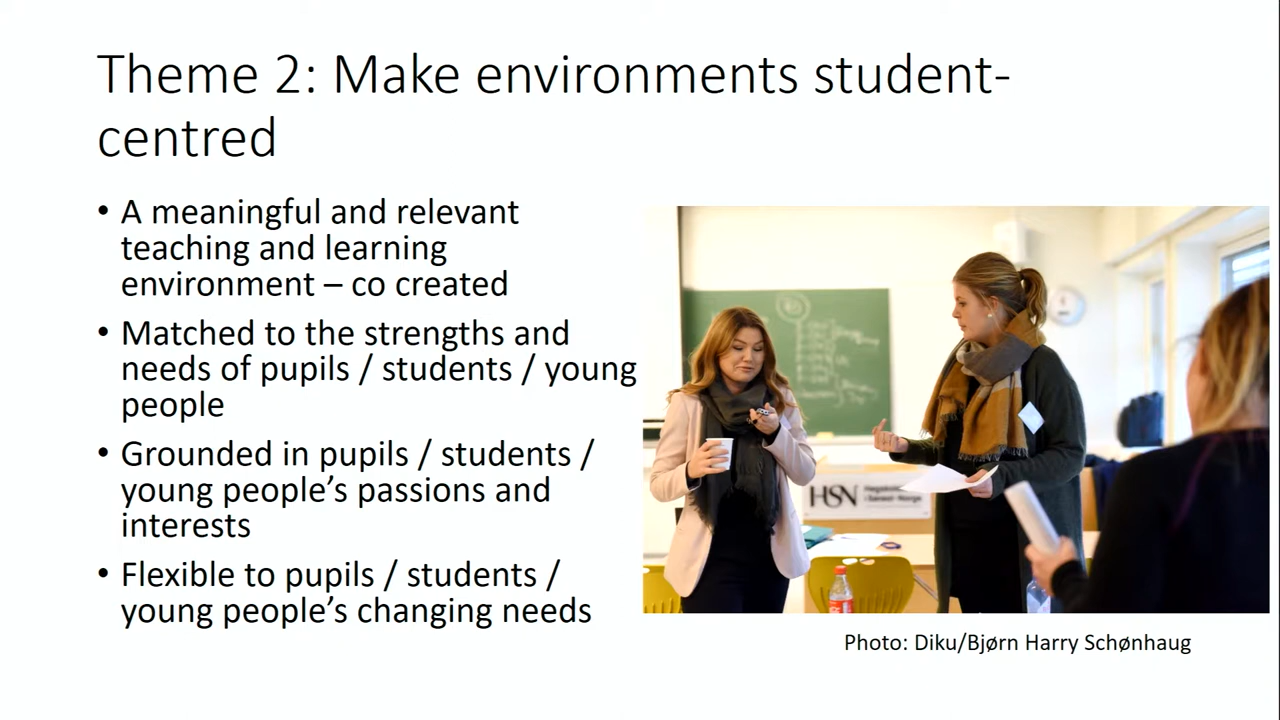 Theme 2: Make environments student-
centred
• A meaningful and relevant
teaching and learning
environment – co created
• Matched to the strengths and
needs of pupils / students / young
people
• Grounded in pupils / students /
young people’s passions and
interests
• Flexible to pupils / students /
young people’s changing needs
HSN
Photo: Diku/Bjørn Harry Schønhaug